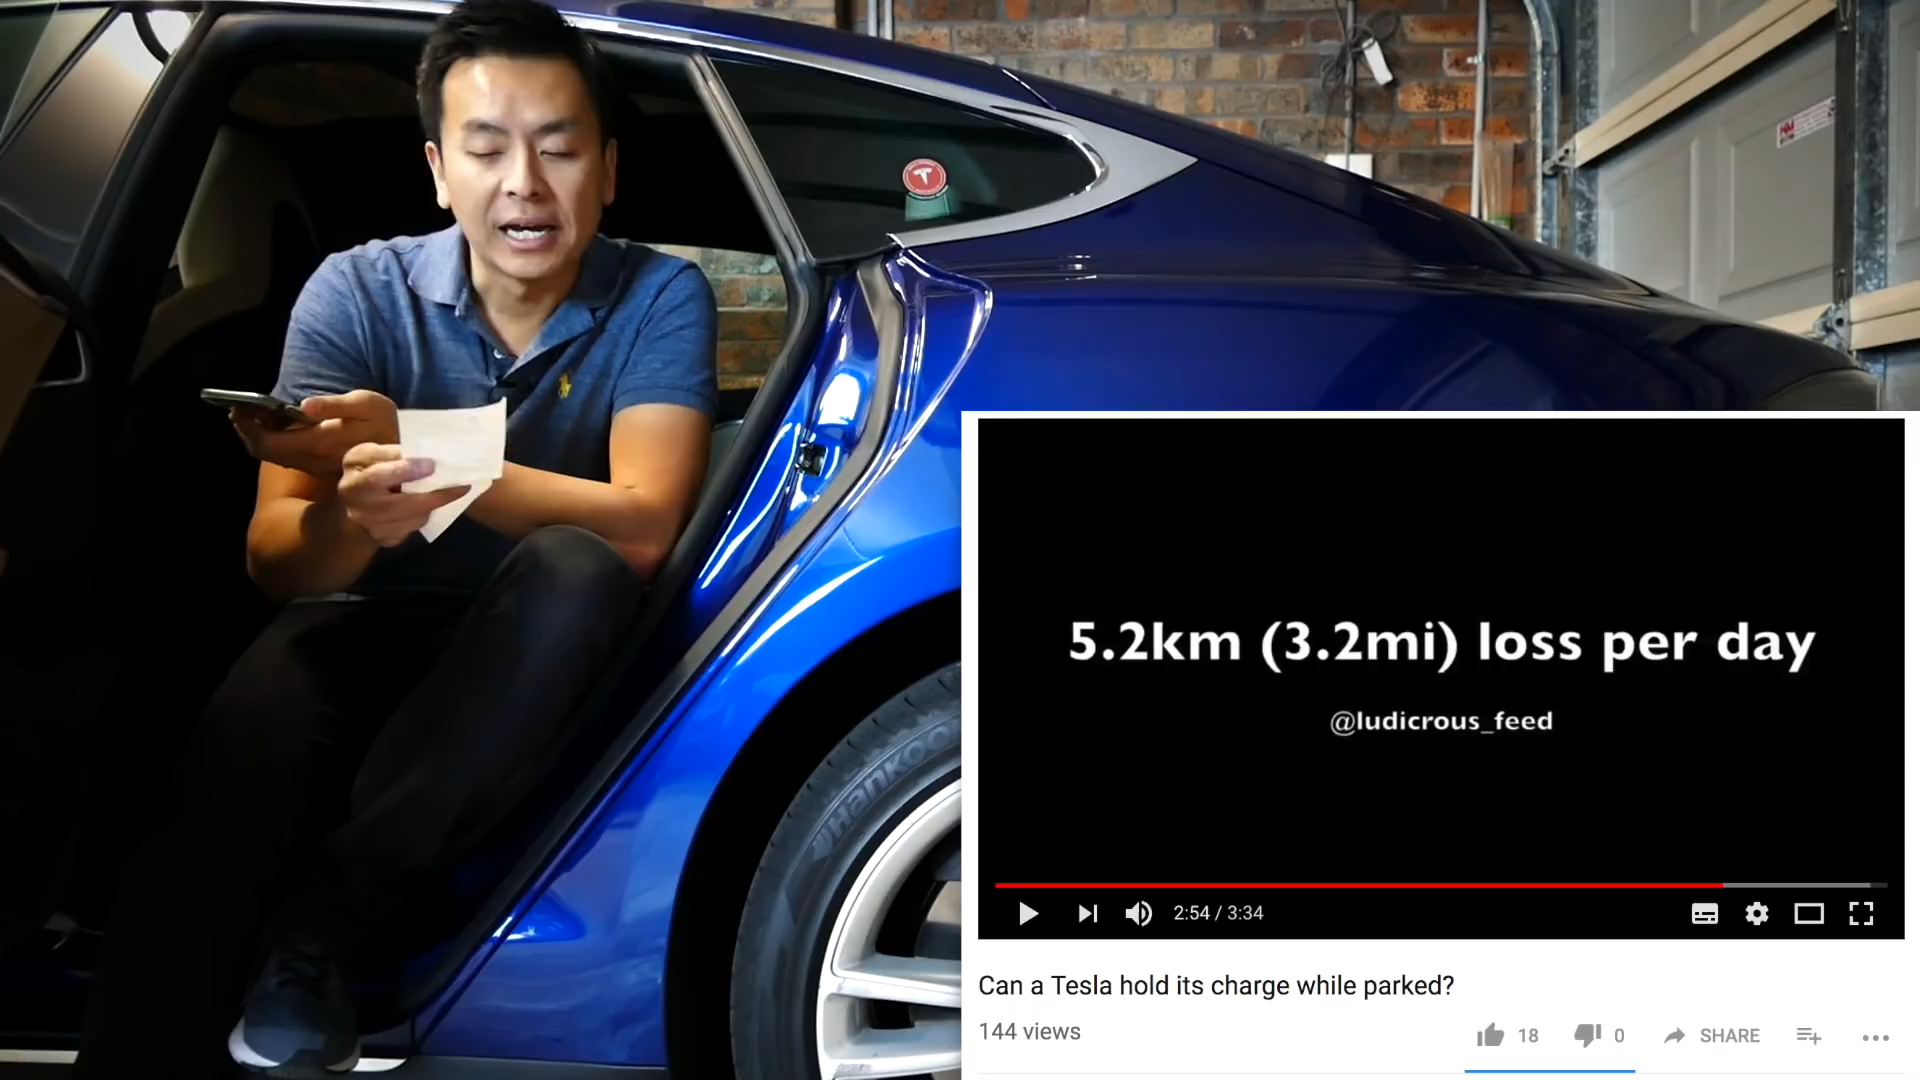 Hankook
5.2km (3.2mi) loss per day
@ludicrous_feed
2:54 / 3:34
Can a Tesla hold its charge while parked?
144 views
18
0
SHARE